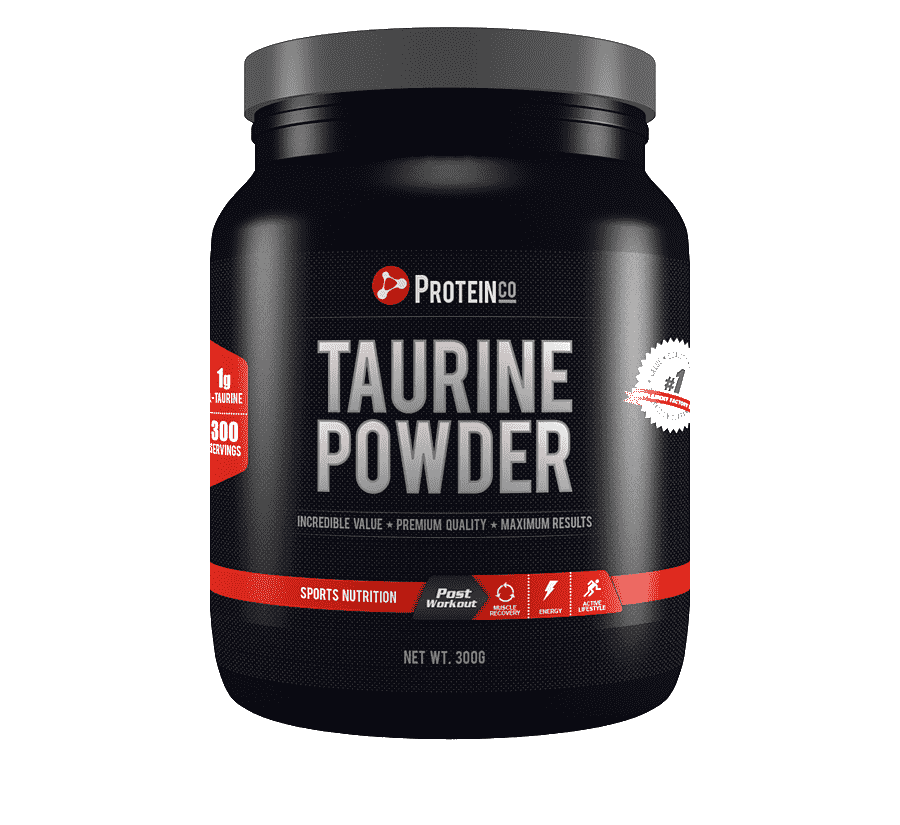 PROTEINCO
TAURINE
POWDER
INCREDIBLE VALUE ★ PREMIUM QUALITY ★ MAXIMUM RESULTS
1g
L-TAURINE
300
SERVINGS
#1
SPORTS NUTRITION
Post
Workout
MUSCLE
RECOVERY
ENERGY
ACTIVE
LIFESTYLE
NET WT. 300G